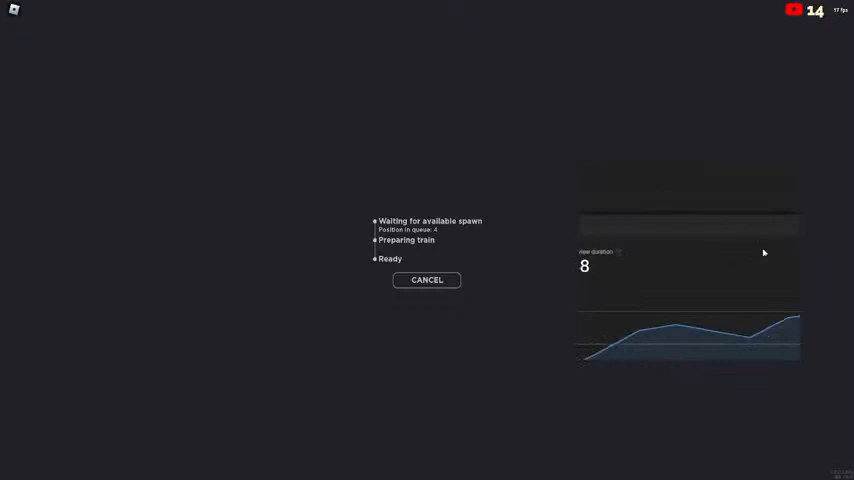 14
17 fps
Waiting for available spawn
Position in queue: 4
Preparing train
Ready
CANCEL
view duration
8